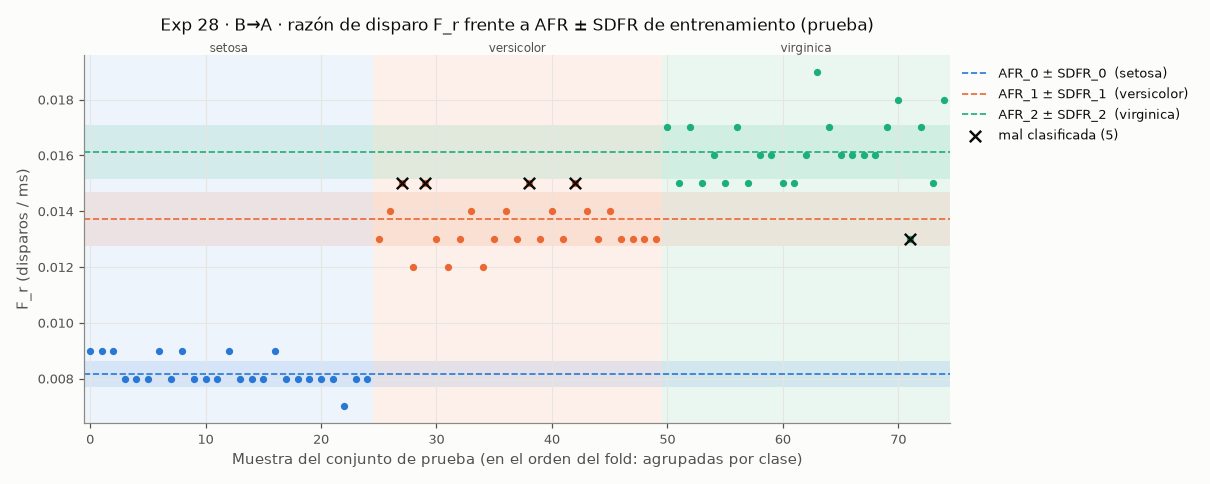 Exp 28 · B→A · razón de disparo F_r frente a AFR ± SDFR de entrenamiento (prueba)
setosa
versicolor
virginica
AFR_0 ± SDFR_0 (setosa)
AFR_1 ± SDFR_1 (versicolor)
AFR_2 ± SDFR_2 (virginica)
mal clasificada (5)
F_r (disparos / ms)
0.018
0.016
0.014
0.012
0.010
0.008
0
10
20
30
40
50
60
70
Muestra del conjunto de prueba (en el orden del fold: agrupadas por clase)